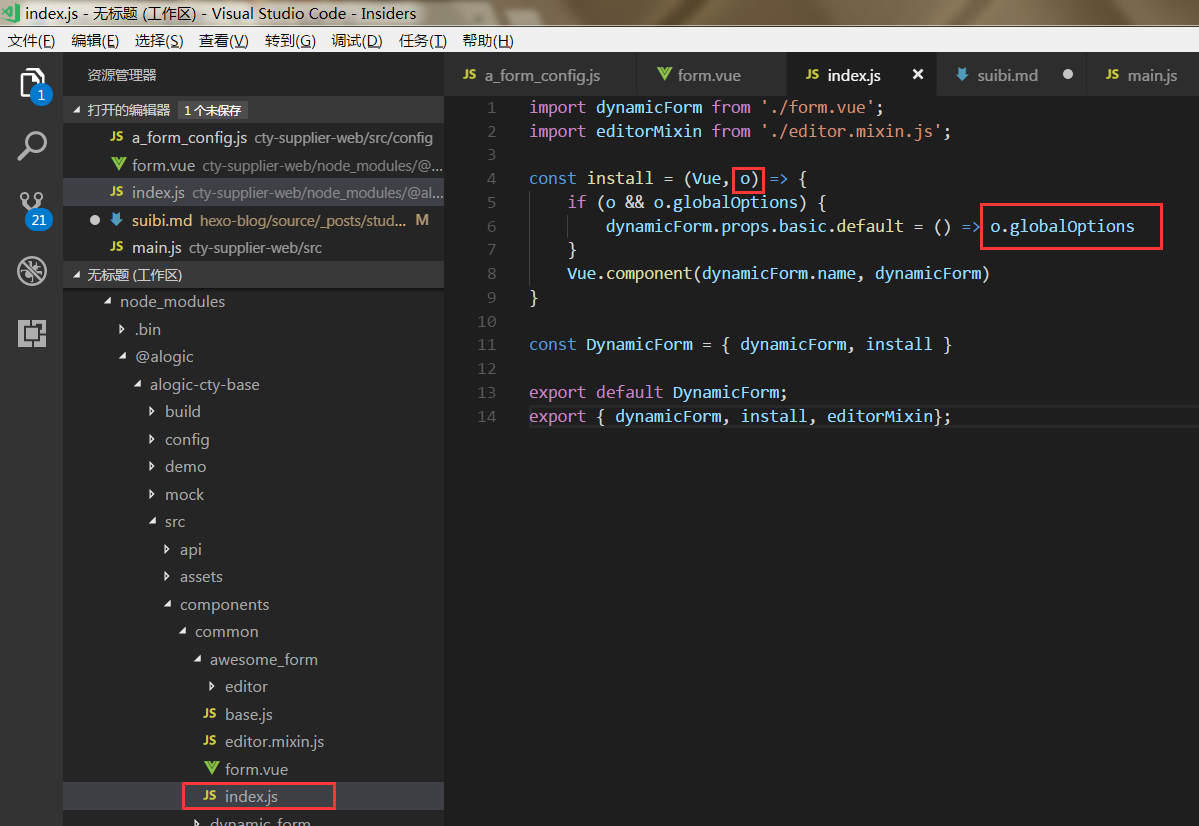 index.js - 无标题 (工作区) - Visual Studio Code - Insiders
文件(F) 编辑(E) 选择(S) 查看(V) 转到(G) 调试(D) 任务(T) 帮助(H)
资源管理器
JS a_form_config.js form.vue JS index.js × suibi.md JS main.js
1
21
打开的编辑器 1 个未保存
JS a_form_config.js cty-supplier-web/src/config
form.vue cty-supplier-web/node_modules/@...
JS index.js cty-supplier-web/node_modules/@al...
suibi.md hexo-blog/source/_posts/stud... M
JS main.js cty-supplier-web/src
无标题 (工作区)
node_modules
.bin
@alogic
alogic-cty-base
build
config
demo
mock
src
api
assets
components
common
awesome_form
editor
JS base.js
JS editor.mixin.js
form.vue
JS index.js
dynamic_form
1 import dynamicForm from './form.vue';
2 import editorMixin from './editor.mixin.js';
3
4 const install = (Vue, o) => {
5 if (o && o.globalOptions) {
6 dynamicForm.props.basic.default = () => o.globalOptions
7 }
8 Vue.component(dynamicForm.name, dynamicForm)
9 }
10
11 const DynamicForm = { dynamicForm, install }
12
13 export default DynamicForm;
14 export { dynamicForm, install, editorMixin};